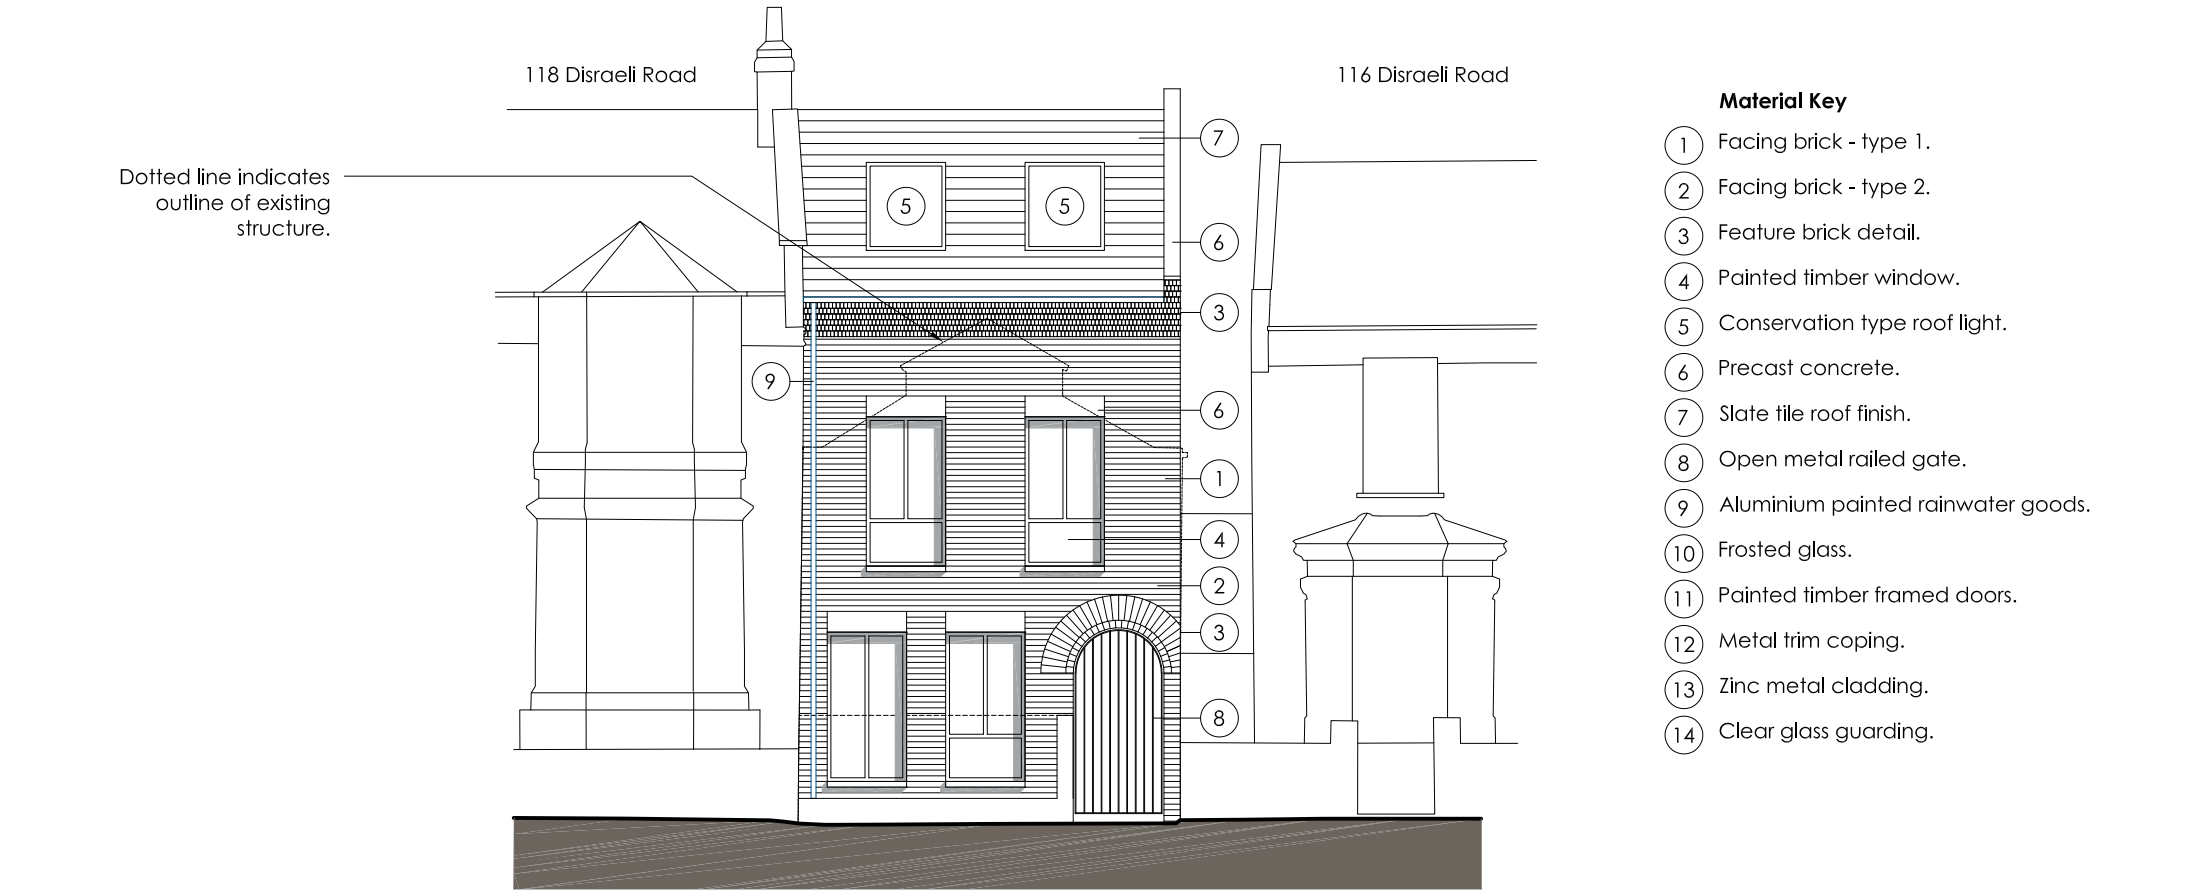 118 Disraeli Road
116 Disraeli Road
Dotted line indicates
outline of existing
structure.
7
5
5
6
3
9
6
1
4
2
3
8
Material Key
1 Facing brick - type 1.
2 Facing brick - type 2.
3 Feature brick detail.
4 Painted timber window.
5 Conservation type roof light.
6 Precast concrete.
7 Slate tile roof finish.
8 Open metal railed gate.
9 Aluminium painted rainwater goods.
10 Frosted glass.
11 Painted timber framed doors.
12 Metal trim coping.
13 Zinc metal cladding.
14 Clear glass guarding.